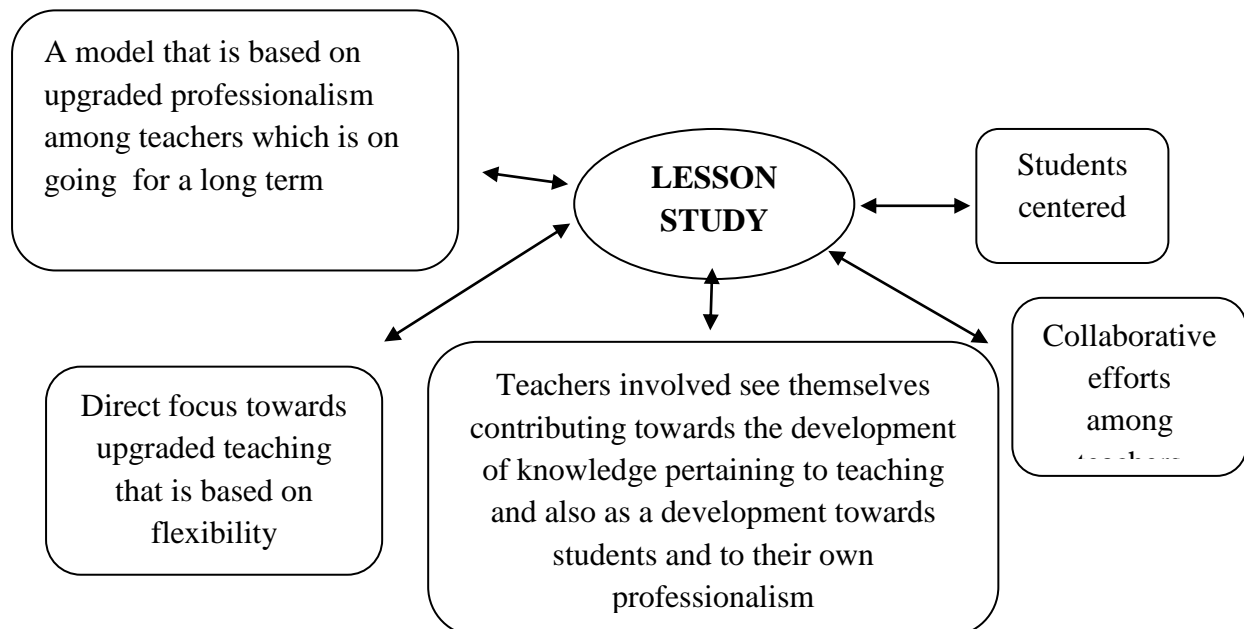 A model that is based on
upgraded professionalism
among teachers which is on
going for a long term
LESSON
STUDY
Students
centered
Collaborative
efforts
among
Direct focus towards
upgraded teaching
that is based on
flexibility
Teachers involved see themselves
contributing towards the development
of knowledge pertaining to teaching
and also as a development towards
students and to their own
professionalism